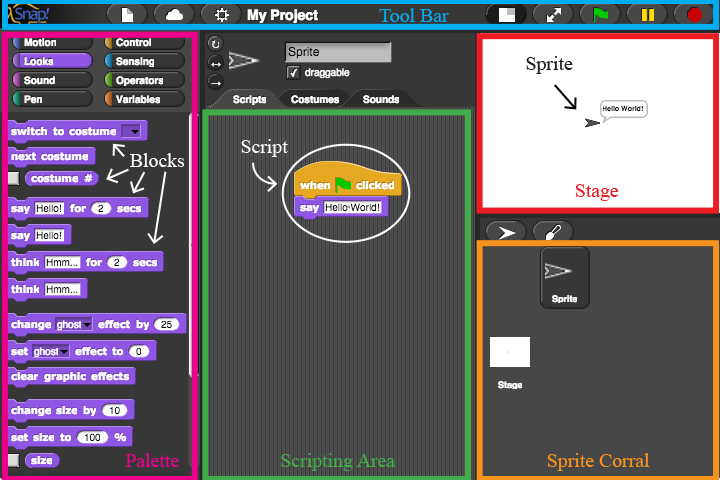 Snap!
My Project
Tool Bar
Motion
Control
Looks
Sensing
Sound
Operators
Pen
Variables
switch to costume
next costume
costume #
Blocks
say Hello! for 2 secs
say Hello!
think Hmm... for 2 secs
think Hmm...
change ghost effect by 25
set ghost effect to 0
clear graphic effects
change size by 10
set size to 100 %
size
Palette
Sprite
draggable
Scripts
Costumes
Sounds
Script
when clicked
say Hello·World!
Scripting Area
Sprite
Hello World!
Stage
Sprite
Stage
Sprite Corral